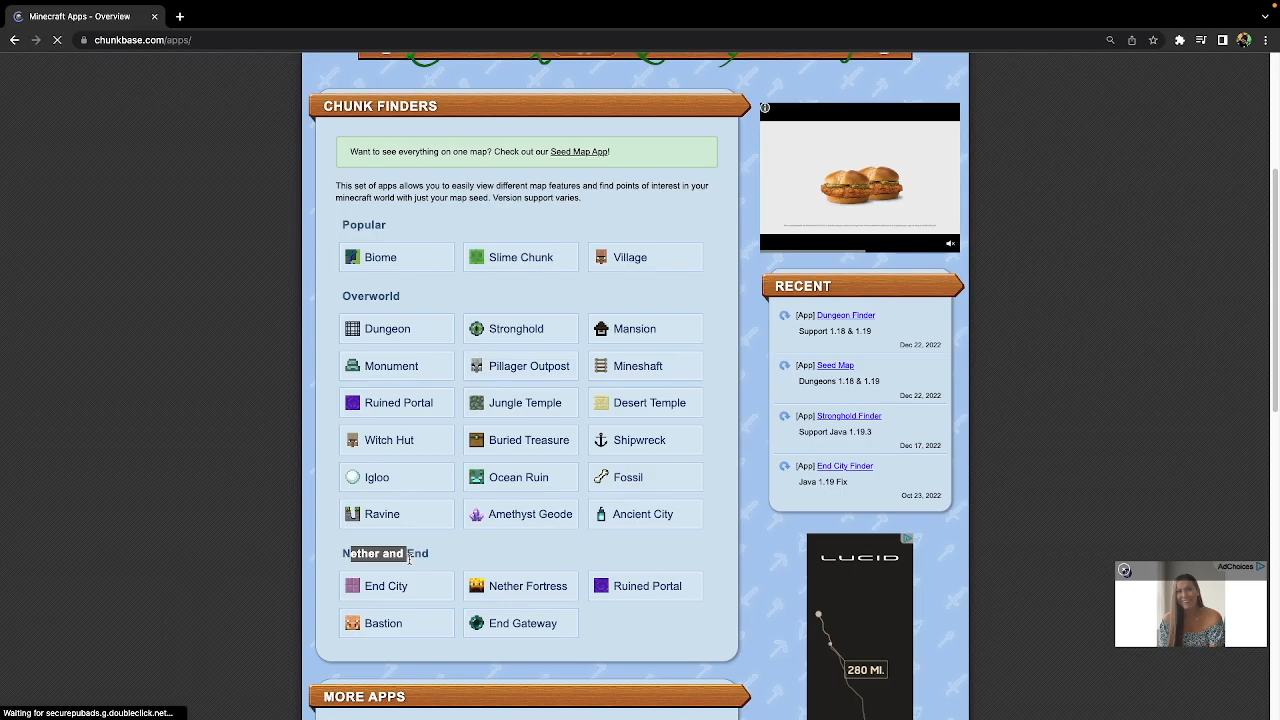 Minecraft Apps - Overview
chunkbase.com/apps/
CHUNK FINDERS
Want to see everything on one map? Check out our Seed Map App!
This set of apps allows you to easily view different map features and find points of interest in your
minecraft world with just your map seed. Version support varies.
Popular
Biome
Slime Chunk
Village
Overworld
Dungeon
Stronghold
Mansion
Monument
Pillager Outpost
Mineshaft
Ruined Portal
Jungle Temple
Desert Temple
Witch Hut
Buried Treasure
Shipwreck
Igloo
Ocean Ruin
Fossil
Ravine
Amethyst Geode
Ancient City
Nether and End
End City
Nether Fortress
Ruined Portal
Bastion
End Gateway
MORE APPS
RECENT
[App] Dungeon Finder
Support 1.18 & 1.19
Dec 22, 2022
[App] Seed Map
Dungeons 1.18 & 1.19
Dec 22, 2022
[App] Stronghold Finder
Support Java 1.19.3
Dec 17, 2022
[App] End City Finder
Java 1.19 Fix
Oct 23, 2022
LUCID
280 MI.
AdChoices
Waiting for securepubads.g.doubleclick.net...